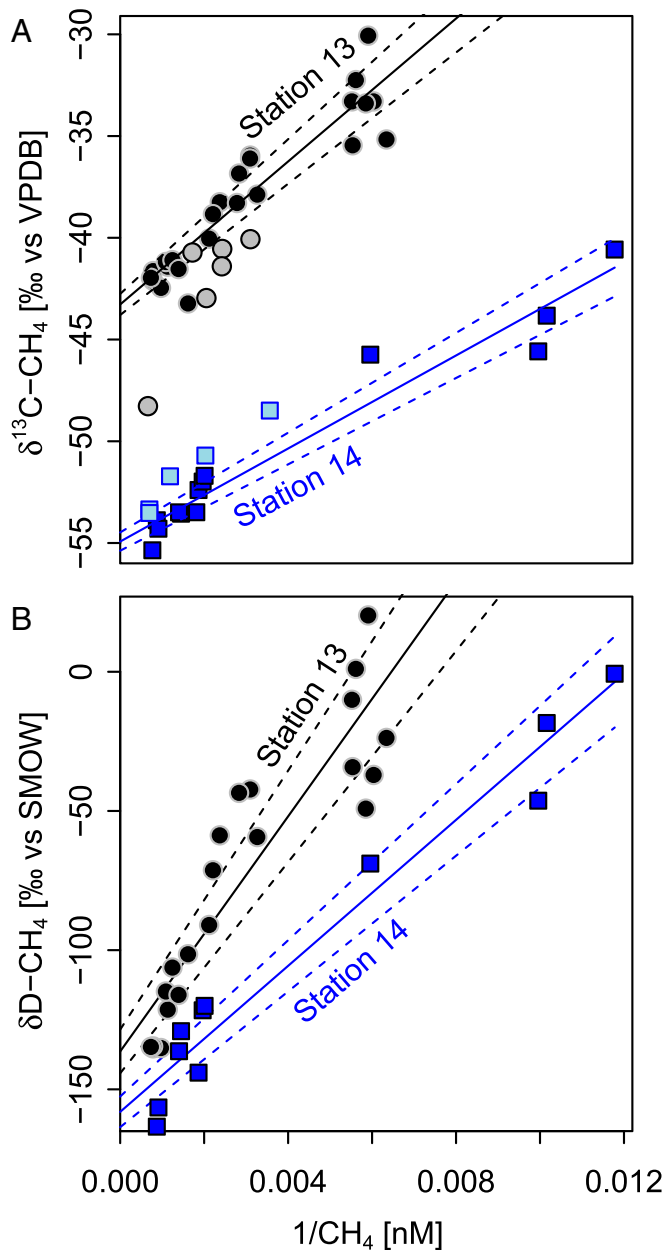 A
−30
−35
−40
−45
−50
−55
δ¹³C−CH₄ [‰ vs VPDB]
Station 13
Station 14
B
0
−50
−100
−150
δD−CH₄ [‰ vs SMOW]
Station 13
Station 14
0.000 0.004 0.008 0.012
1/CH₄ [nM]